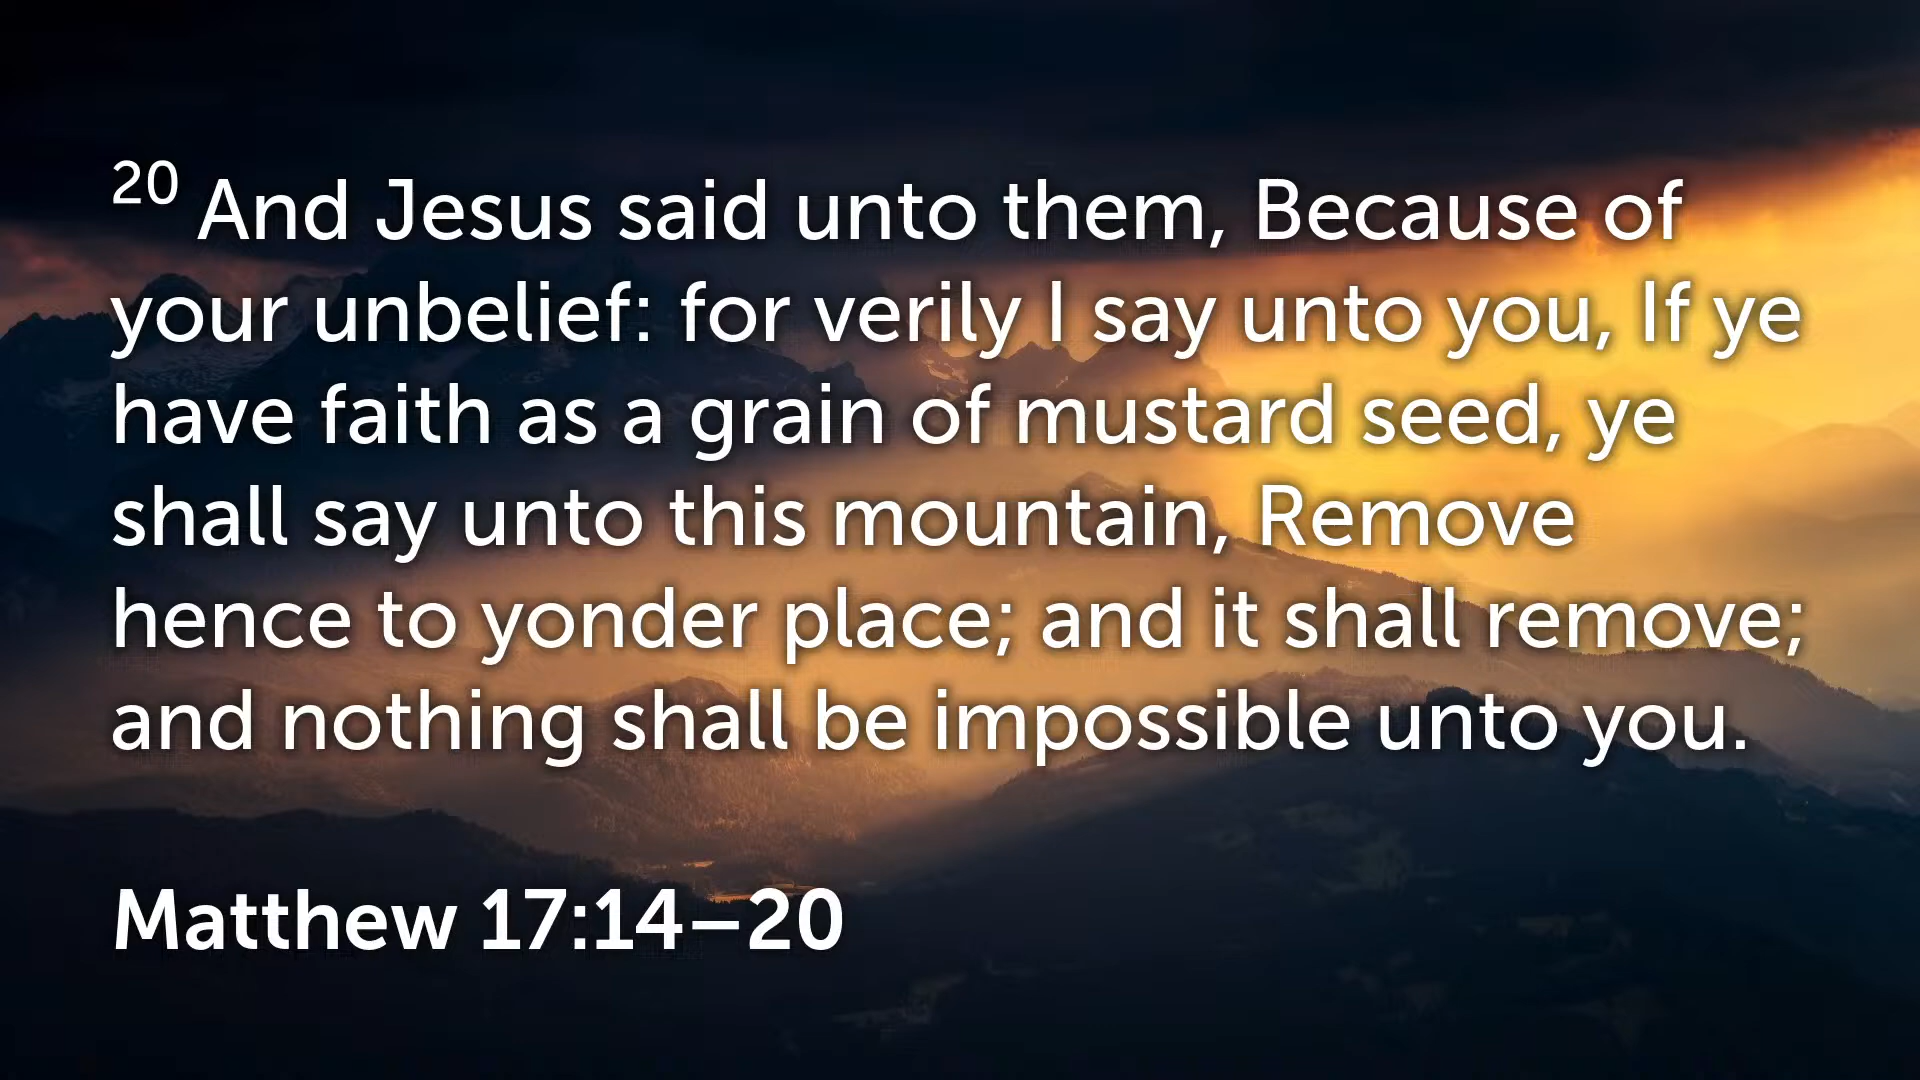 20 And Jesus said unto them, Because of
your unbelief: for verily I say unto you, If ye
have faith as a grain of mustard seed, ye
shall say unto this mountain, Remove
hence to yonder place; and it shall remove;
and nothing shall be impossible unto you.
Matthew 17:14–20